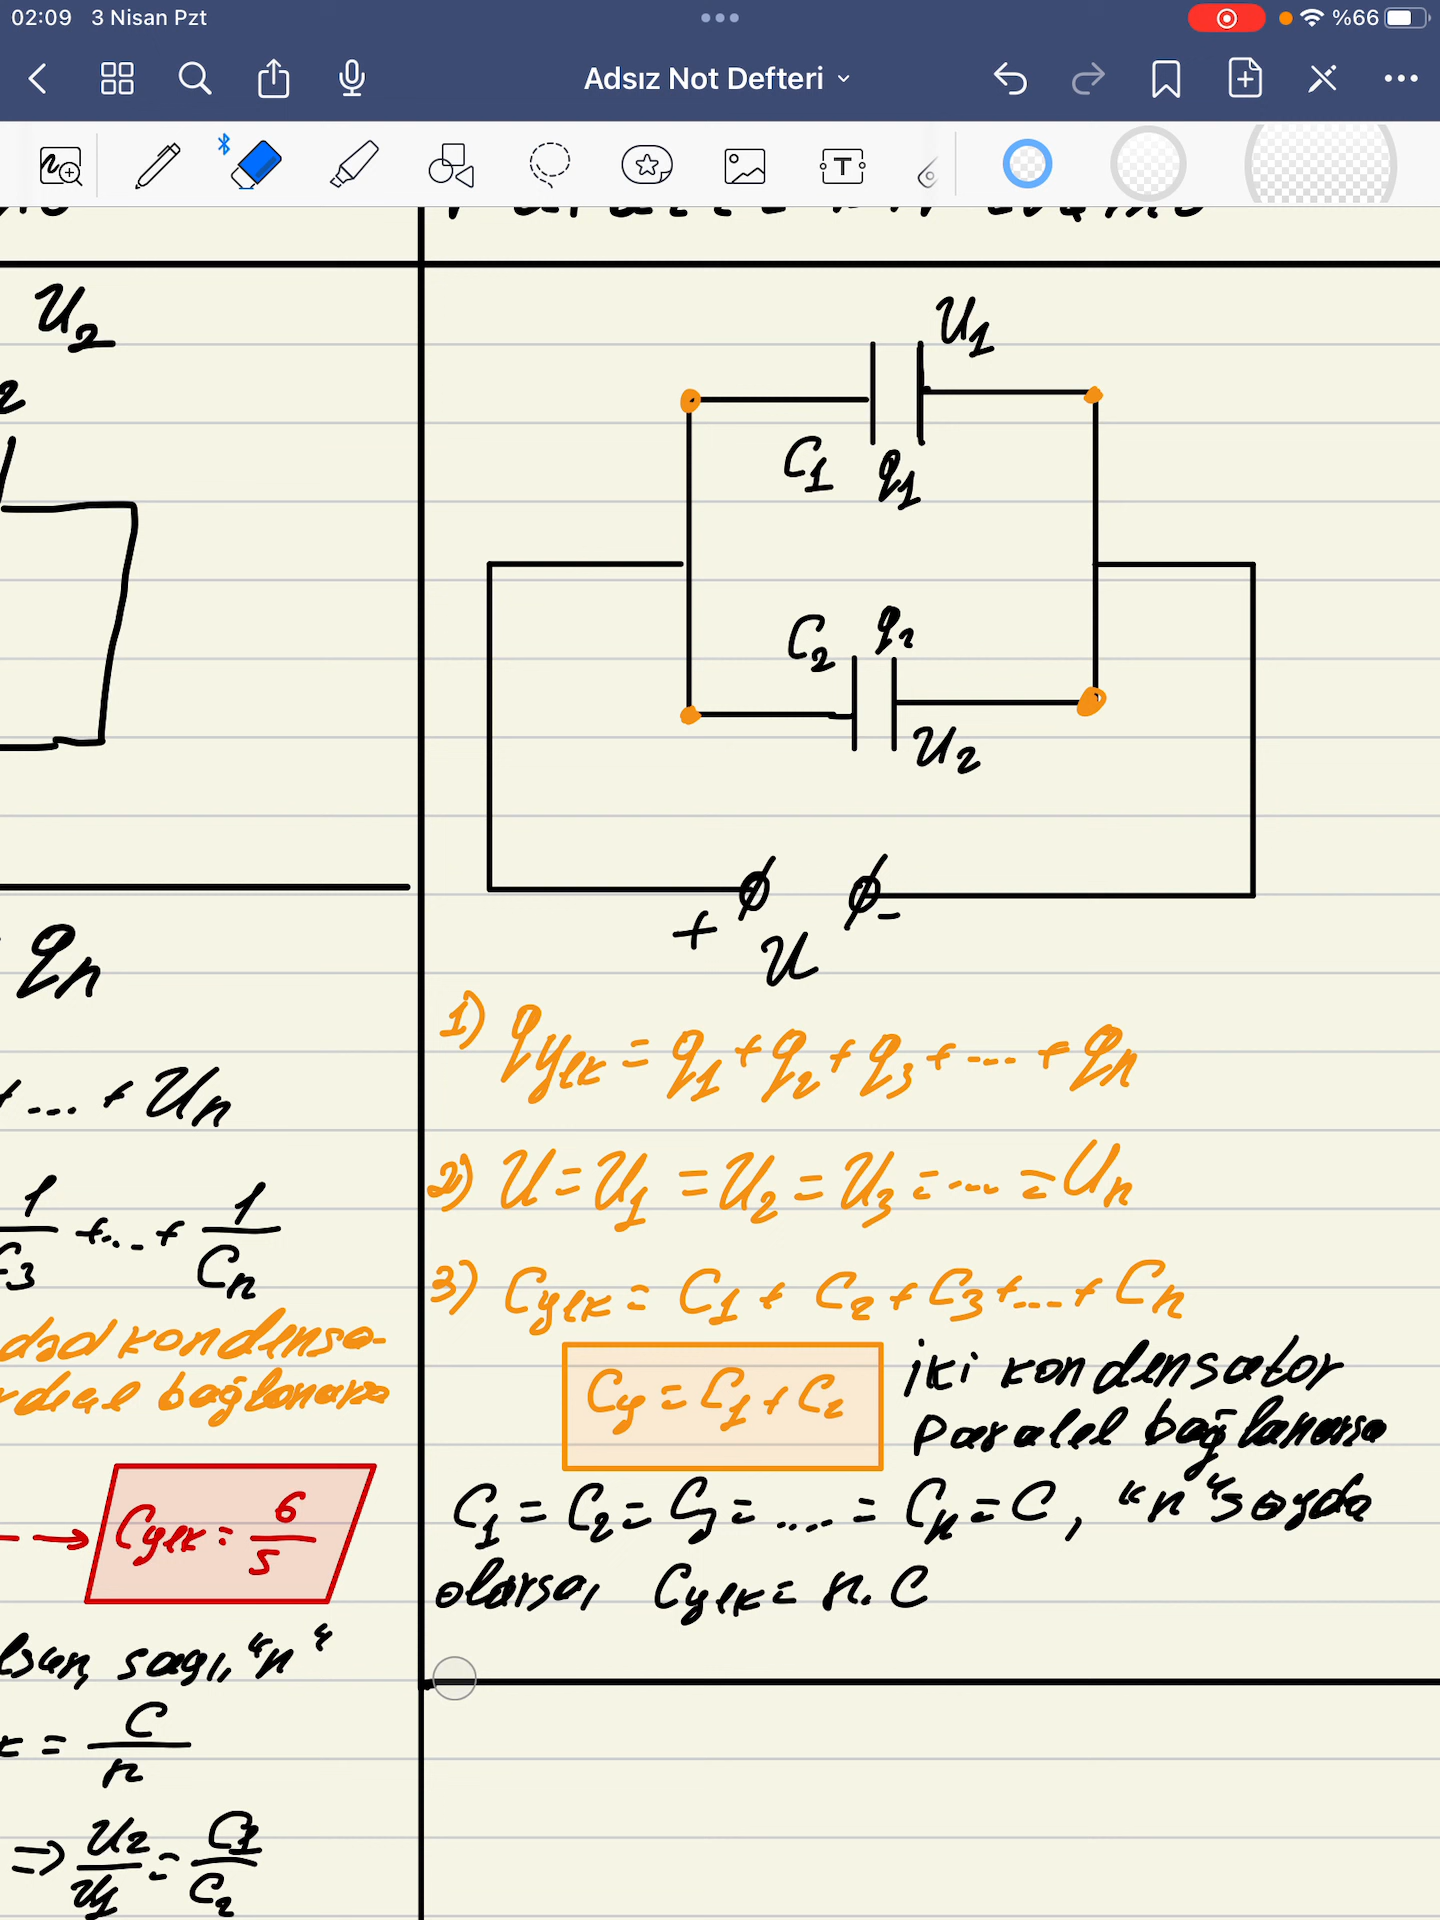 02:09 3 Nisan Pzt
%66
Adsız Not Defteri
U₂
2
qn
+ ... + Un
1/C3 + ... + 1/Cn
kondensa-
bağlanarsa
Cyek = 6/5
sayı, "n"
= C/n
=> U2/U1 = C1/C2
U1
C1 q1
C2 q2
U2
+ -
U
1) qyek = q1 + q2 + q3 + ... + qn
2) U = U1 = U2 = U3 = ... = Un
3) Cyek = C1 + C2 + C3 + ... + Cn
Cy = C1 + C2
iki kondensator
paralel bağlanarsa
C1 = C2 = C3 = .... = Cn = C, "n" sayda
olarsa, Cyek = n . C